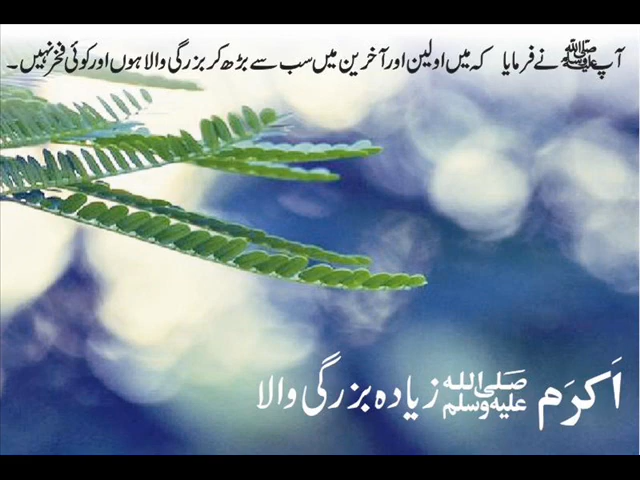 آپ ﷺ نے فرمایا کہ میں اولین اور آخرین میں سب سے بڑھ کر بزرگی والا ہوں اور کوئی فخر نہیں۔
اَکرَم ﷺ زیادہ بزرگی والا